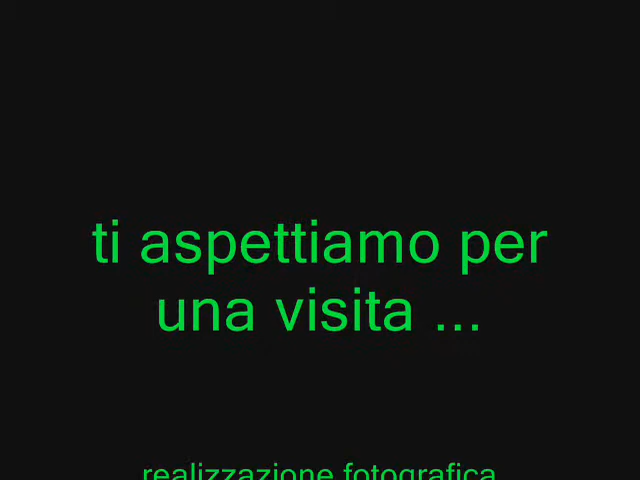 ti aspettiamo per
una visita ...
realizzazione fotografica